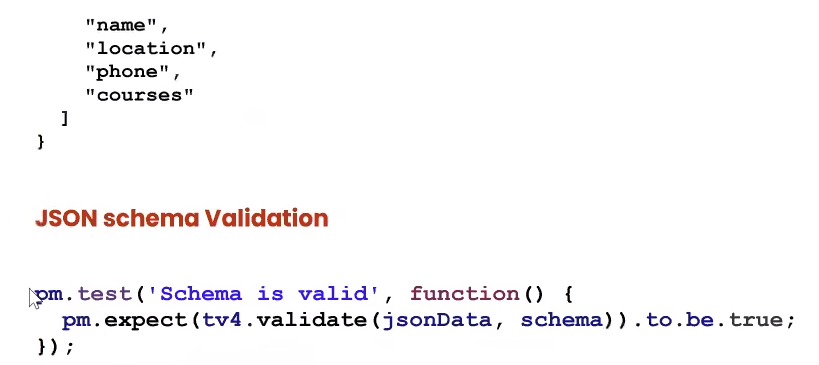 "name",
"location",
"phone",
"courses"
]
}
JSON schema Validation
pm.test('Schema is valid', function() {
pm.expect(tv4.validate(jsonData, schema)).to.be.true;
});